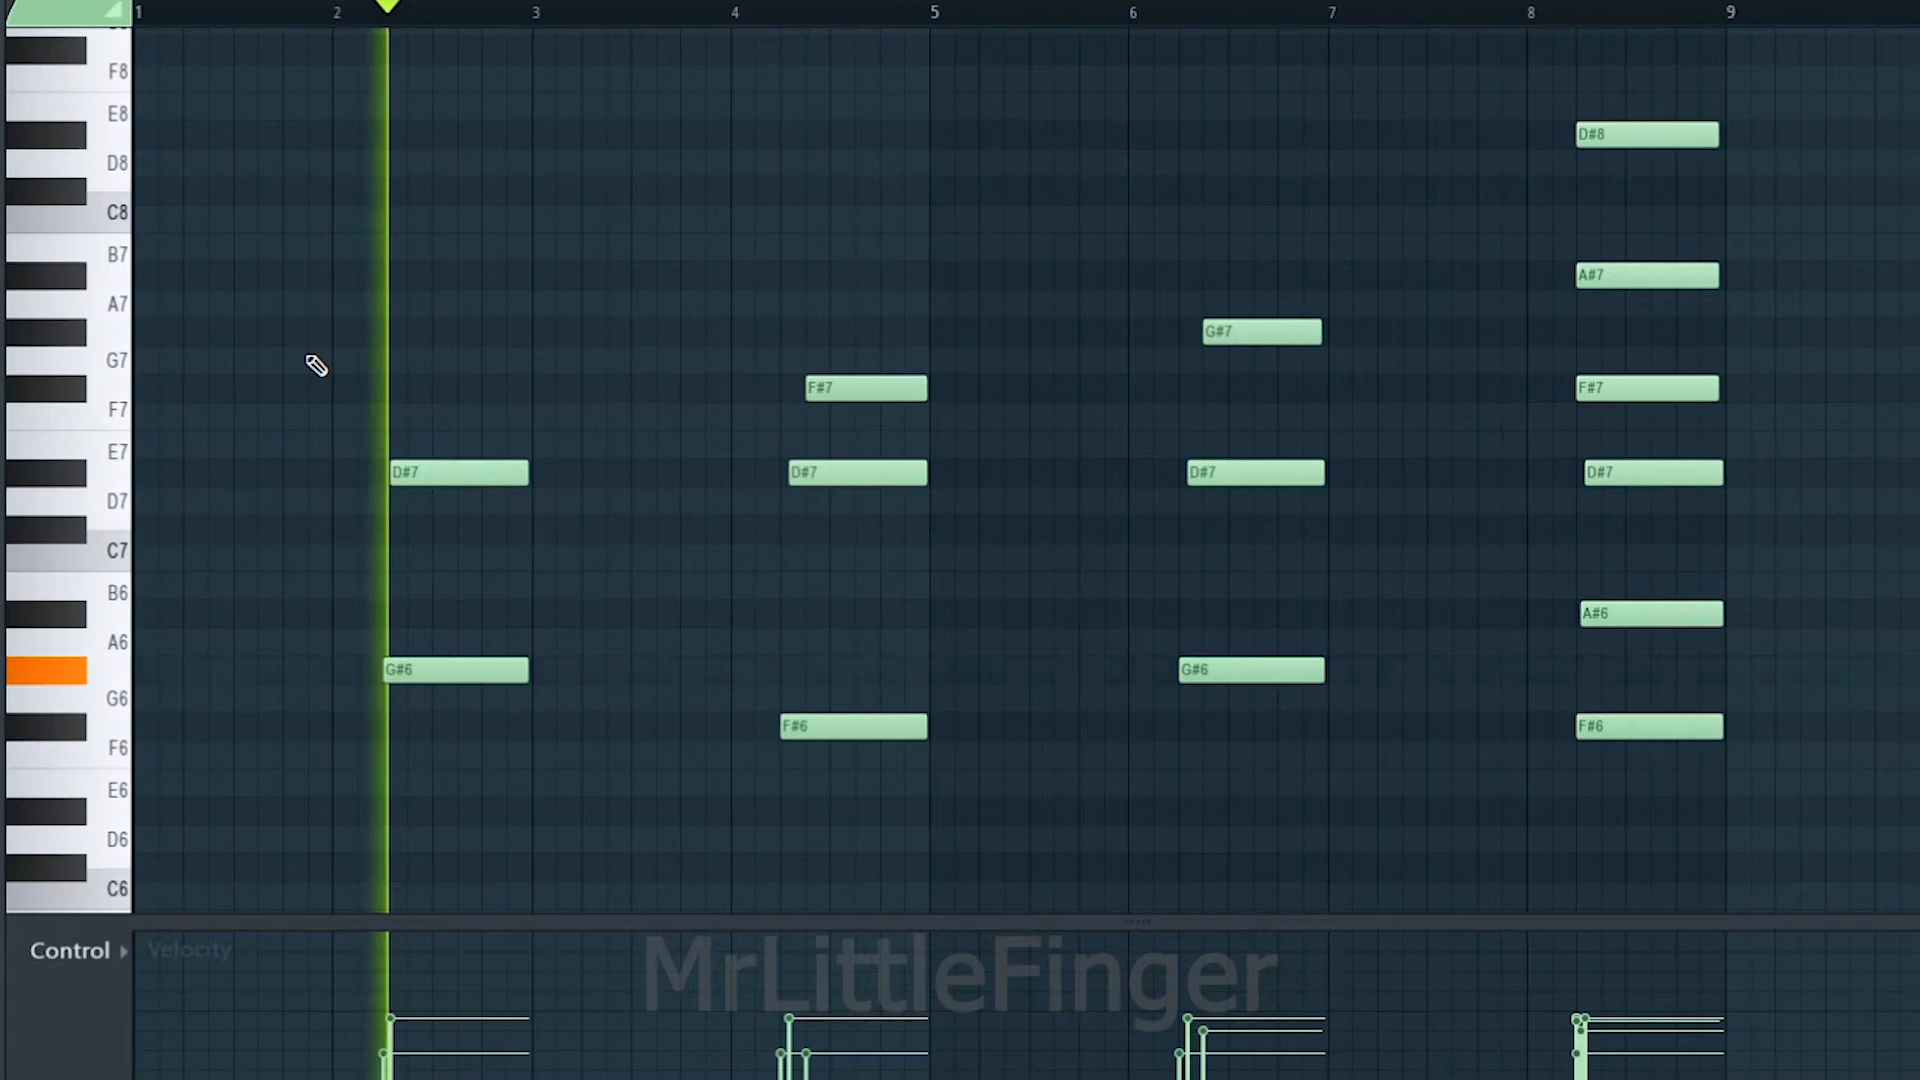 1 2 3 4 5 6 7 8 9
F8
E8
D#8
D8
C8
B7
A#7
A7
G#7
G7
F#7 F#7
F7
E7
D#7 D#7 D#7 D#7
D7
C7
B6
A#6
A6
G#6 G#6
G6
F#6 F#6
F6
E6
D6
C6
Control Velocity
MrLittleFinger